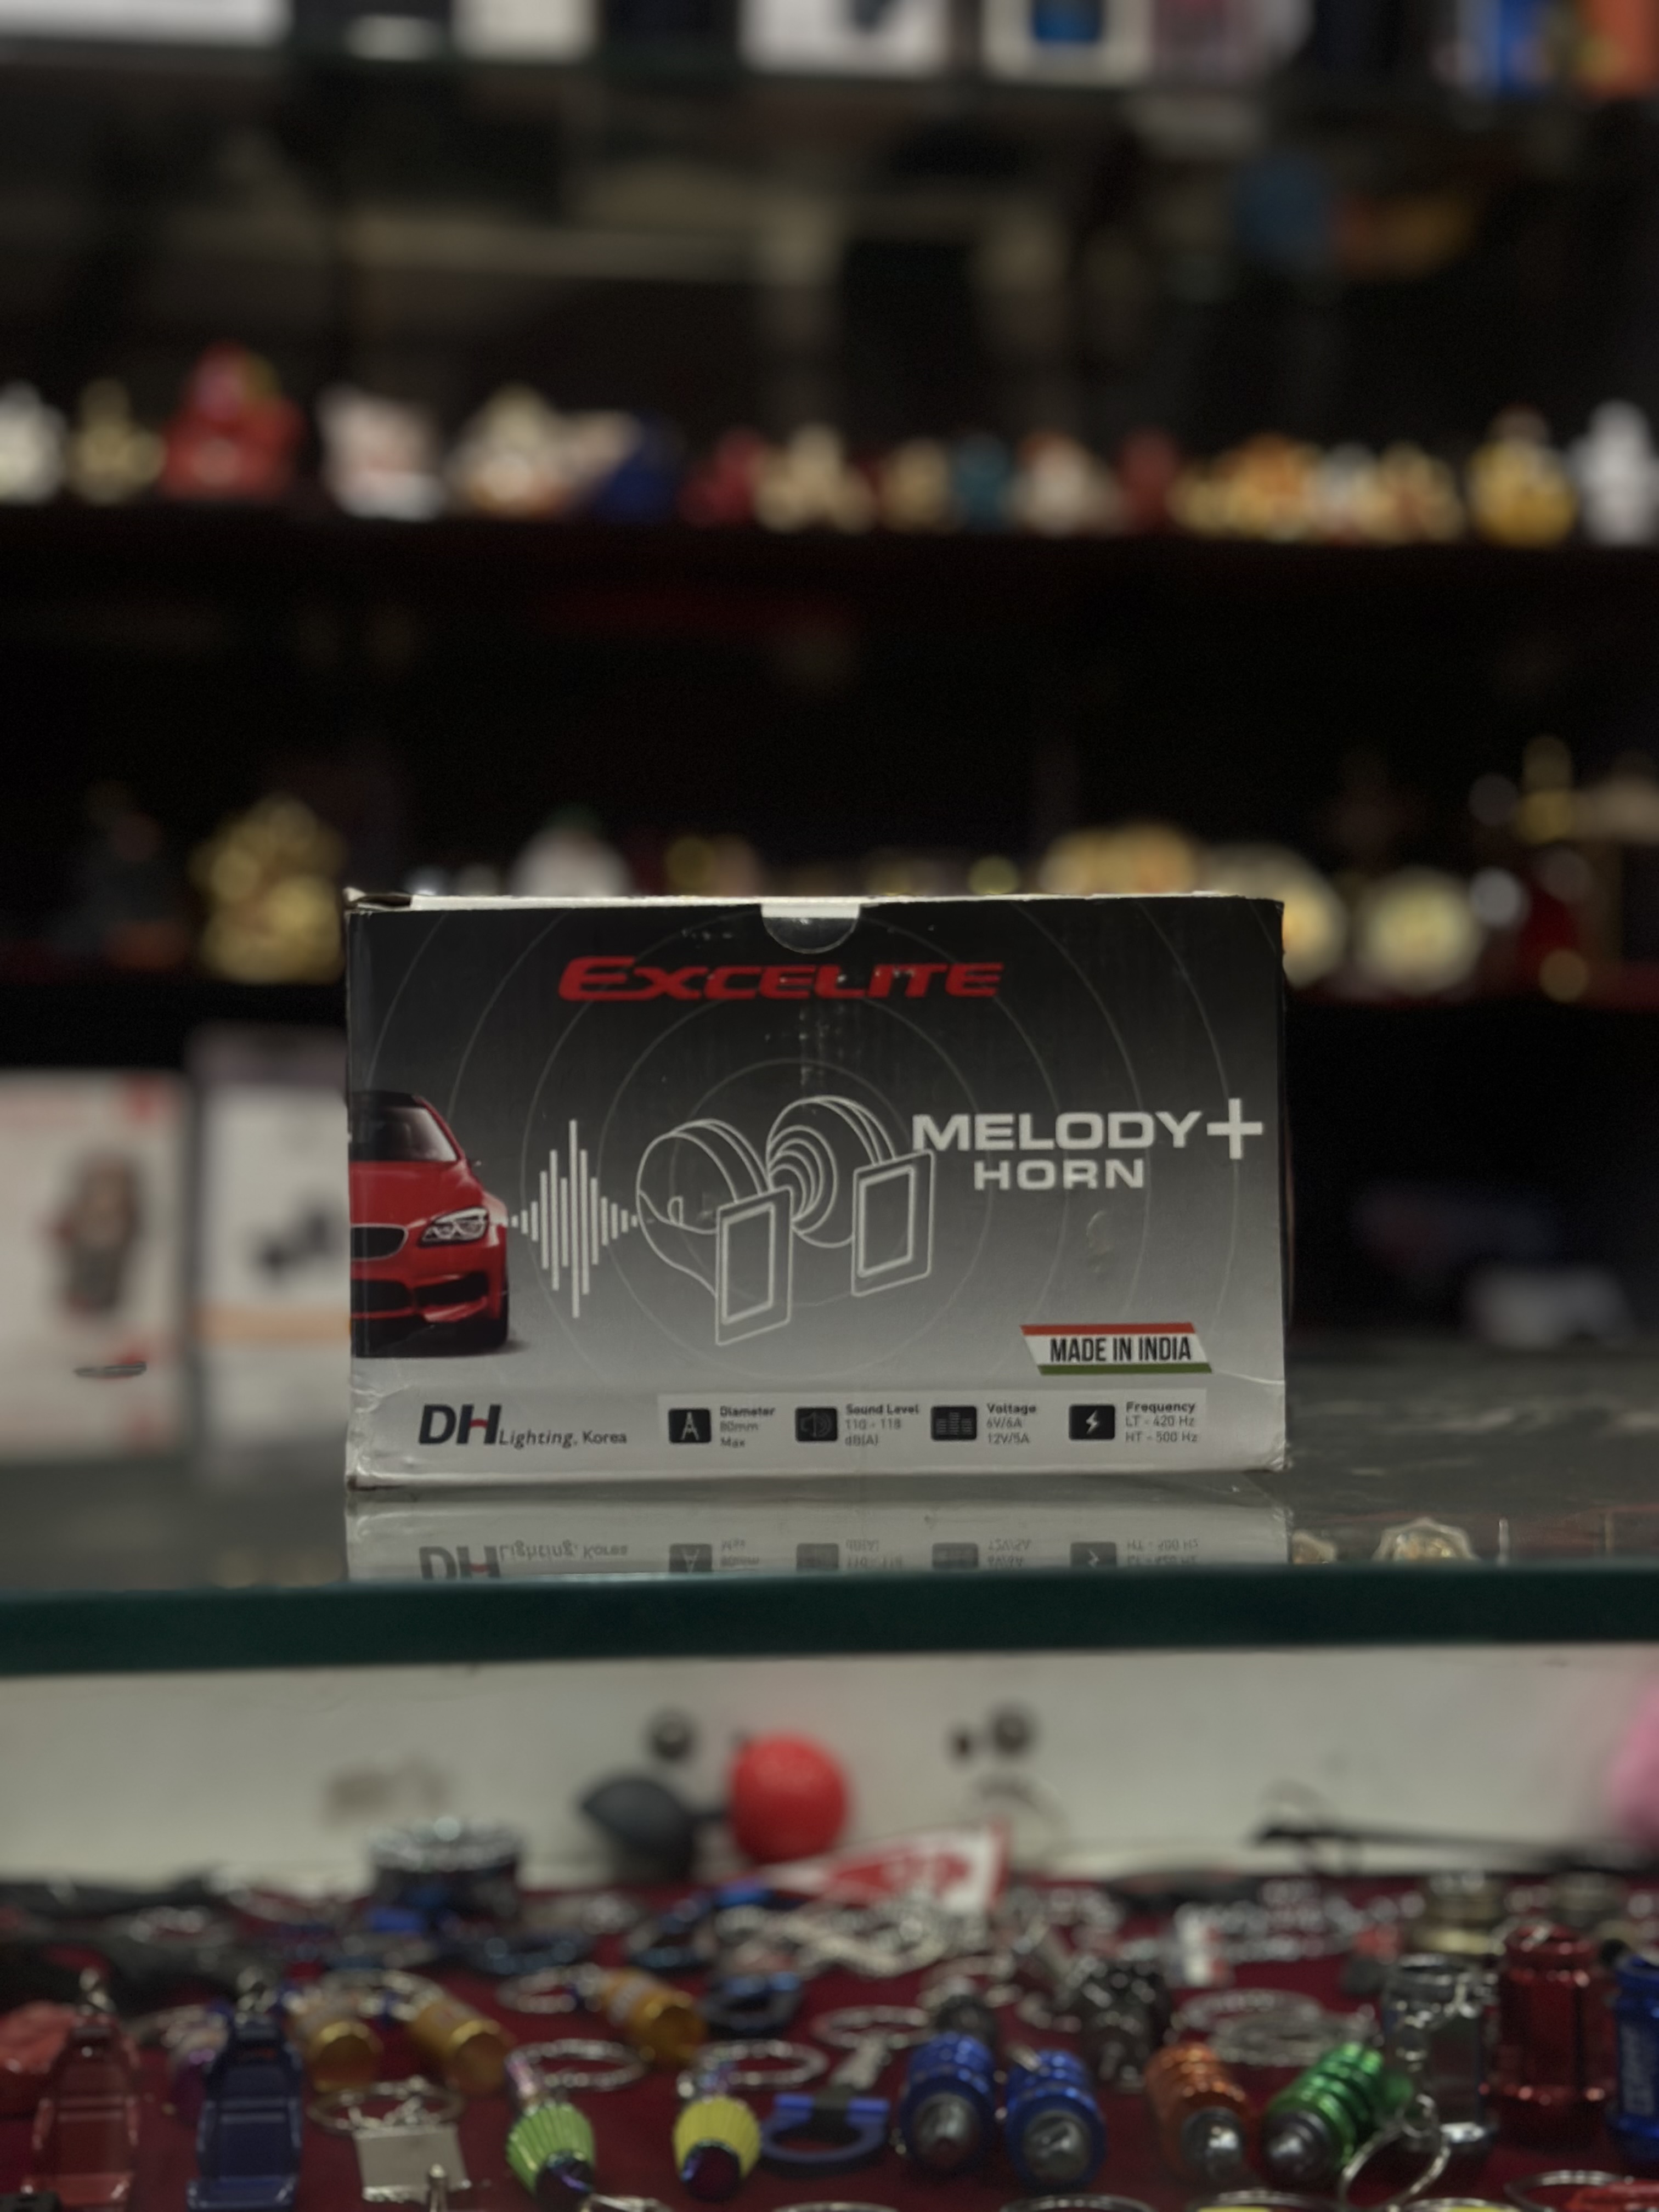 EXCELITE
MELODY+
HORN
MADE IN INDIA
DH Lighting, Korea
Diameter
80mm
Max
Sound Level
110 - 118
dB(A)
Voltage
6V/6A
12V/5A
Frequency
LT - 420 Hz
HT - 500 Hz